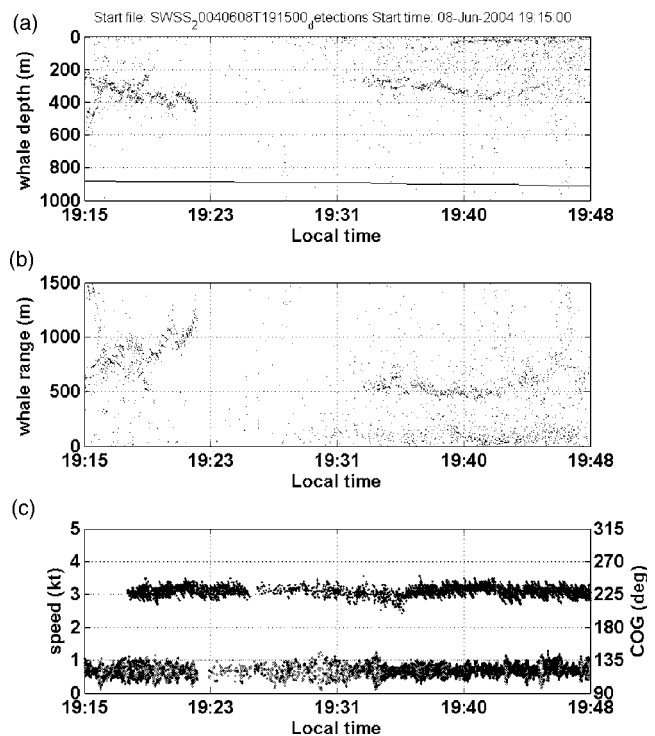 Start file: SWSS20040608T191500detections Start time: 08-Jun-2004 19:15:00
(a)
whale depth (m)
0
200
400
600
800
1000
19:15 19:23 19:31 19:40 19:48
Local time
(b)
whale range (m)
1500
1000
500
0
19:15 19:23 19:31 19:40 19:48
Local time
(c)
speed (kt)
5
4
3
2
1
0
315
270
225
180
135
90
COG (deg)
19:15 19:23 19:31 19:40 19:48
Local time